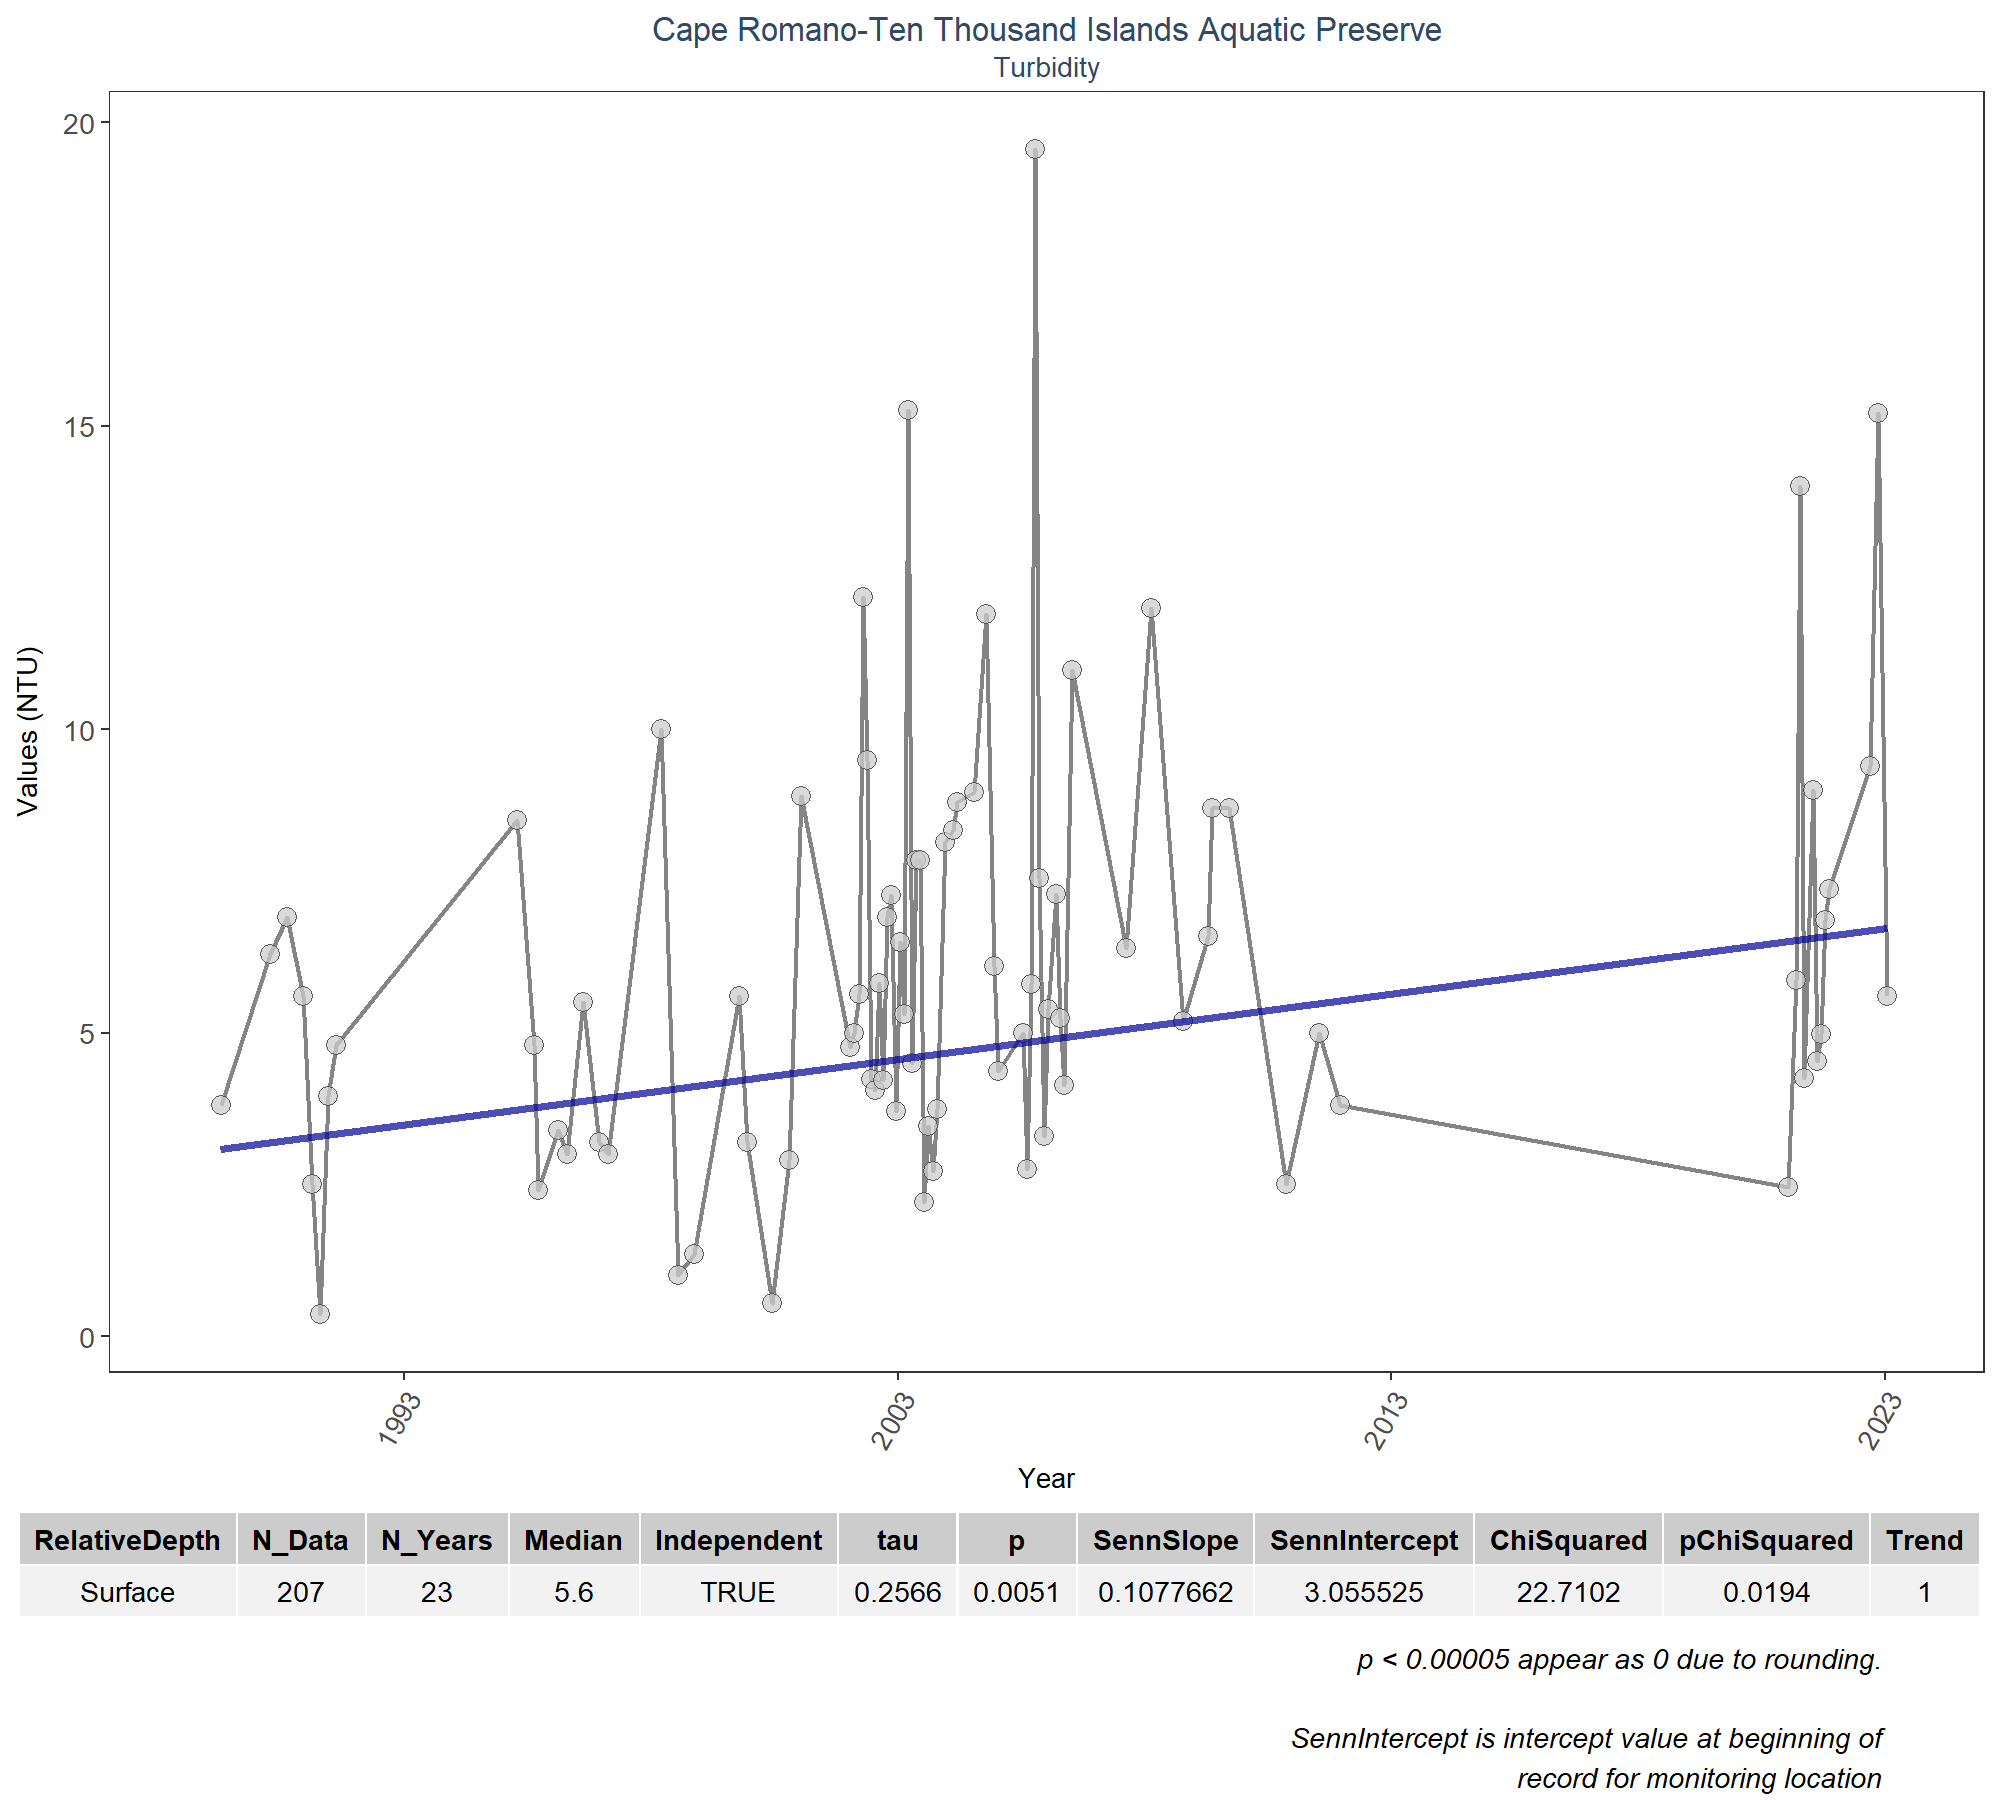 Cape Romano-Ten Thousand Islands Aquatic Preserve
Turbidity
20
15
10
5
0
Values (NTU)
1993
2003
2013
2023
Year
RelativeDepth N_Data N_Years Median Independent tau p SennSlope SennIntercept ChiSquared pChiSquared Trend
Surface 207 23 5.6 TRUE 0.2566 0.0051 0.1077662 3.055525 22.7102 0.0194 1
p < 0.00005 appear as 0 due to rounding.
SennIntercept is intercept value at beginning of
record for monitoring location